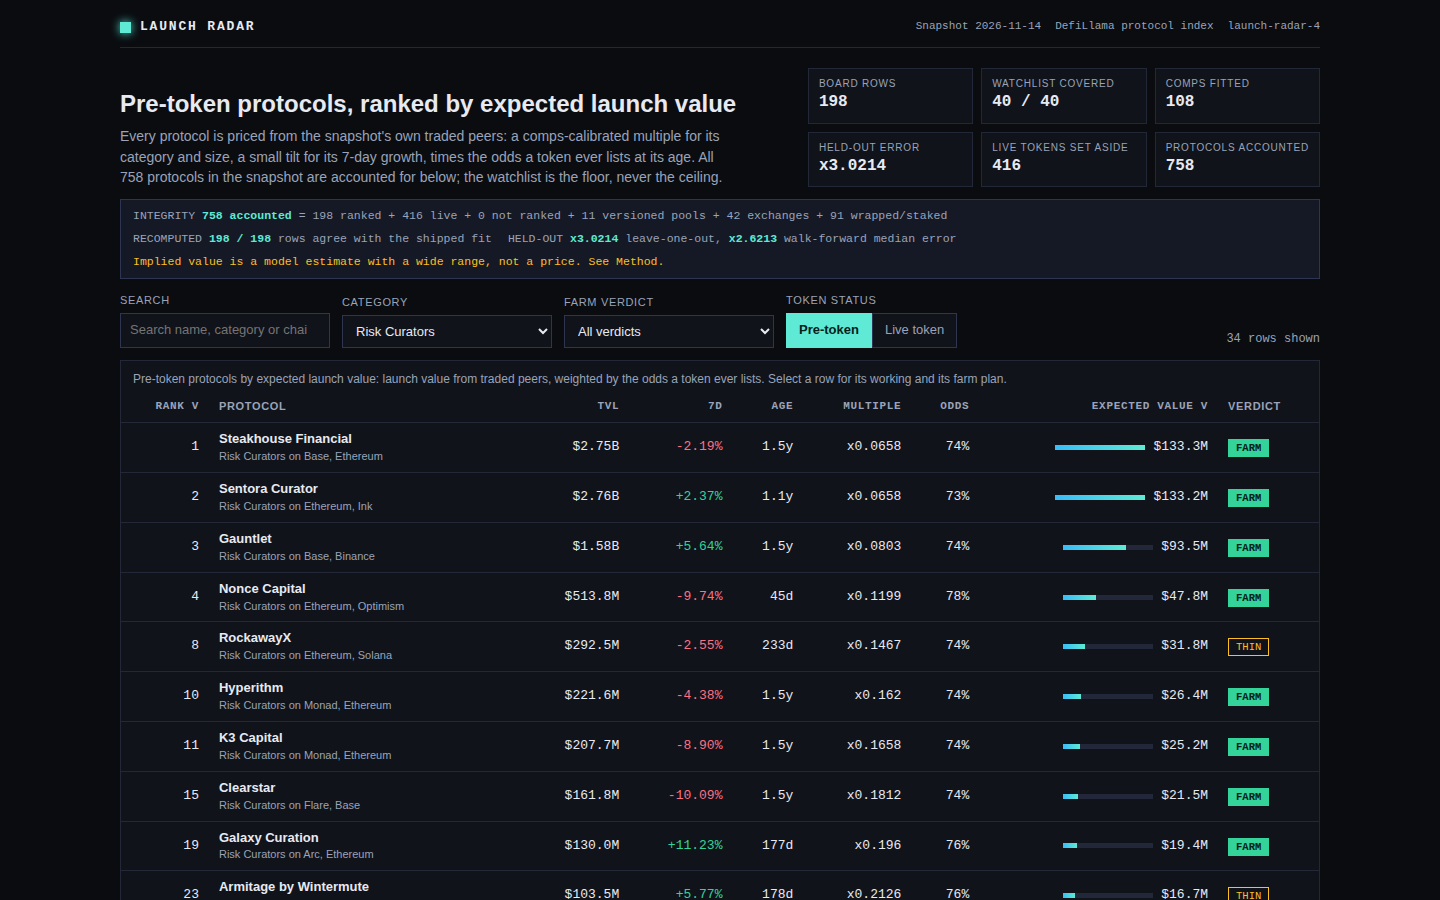 LAUNCH RADAR
Snapshot 2026-11-14 DefiLlama protocol index launch-radar-4
Pre-token protocols, ranked by expected launch value
Every protocol is priced from the snapshot's own traded peers: a comps-calibrated multiple for its
category and size, a small tilt for its 7-day growth, times the odds a token ever lists at its age. All
758 protocols in the snapshot are accounted for below; the watchlist is the floor, never the ceiling.
BOARD ROWS
198
WATCHLIST COVERED
40 / 40
COMPS FITTED
108
HELD-OUT ERROR
x3.0214
LIVE TOKENS SET ASIDE
416
PROTOCOLS ACCOUNTED
758
INTEGRITY 758 accounted = 198 ranked + 416 live + 0 not ranked + 11 versioned pools + 42 exchanges + 91 wrapped/staked
RECOMPUTED 198 / 198 rows agree with the shipped fit HELD-OUT x3.0214 leave-one-out, x2.6213 walk-forward median error
Implied value is a model estimate with a wide range, not a price. See Method.
SEARCH
Search name, category or chai
CATEGORY
Risk Curators
FARM VERDICT
All verdicts
TOKEN STATUS
Pre-token Live token
34 rows shown
Pre-token protocols by expected launch value: launch value from traded peers, weighted by the odds a token ever lists. Select a row for its working and its farm plan.
RANK V PROTOCOL TVL 7D AGE MULTIPLE ODDS EXPECTED VALUE V VERDICT
1 Steakhouse Financial $2.75B -2.19% 1.5y x0.0658 74% $133.3M FARM
Risk Curators on Base, Ethereum
2 Sentora Curator $2.76B +2.37% 1.1y x0.0658 73% $133.2M FARM
Risk Curators on Ethereum, Ink
3 Gauntlet $1.58B +5.64% 1.5y x0.0803 74% $93.5M FARM
Risk Curators on Base, Binance
4 Nonce Capital $513.8M -9.74% 45d x0.1199 78% $47.8M FARM
Risk Curators on Ethereum, Optimism
8 RockawayX $292.5M -2.55% 233d x0.1467 74% $31.8M THIN
Risk Curators on Ethereum, Solana
10 Hyperithm $221.6M -4.38% 1.5y x0.162 74% $26.4M FARM
Risk Curators on Monad, Ethereum
11 K3 Capital $207.7M -8.90% 1.5y x0.1658 74% $25.2M FARM
Risk Curators on Monad, Ethereum
15 Clearstar $161.8M -10.09% 1.5y x0.1812 74% $21.5M FARM
Risk Curators on Flare, Base
19 Galaxy Curation $130.0M +11.23% 177d x0.196 76% $19.4M FARM
Risk Curators on Arc, Ethereum
23 Armitage by Wintermute $103.5M +5.77% 178d x0.2126 76% $16.7M THIN